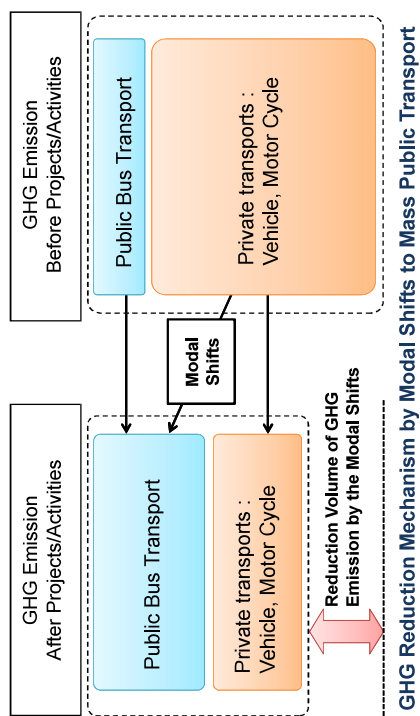 GHG Emission
Before Projects/Activities
Public Bus Transport
Private transports :
Vehicle, Motor Cycle
Modal
Shifts
GHG Emission
After Projects/Activities
Public Bus Transport
Private transports :
Vehicle, Motor Cycle
Reduction Volume of GHG
Emission by the Modal Shifts
GHG Reduction Mechanism by Modal Shifts to Mass Public Transport